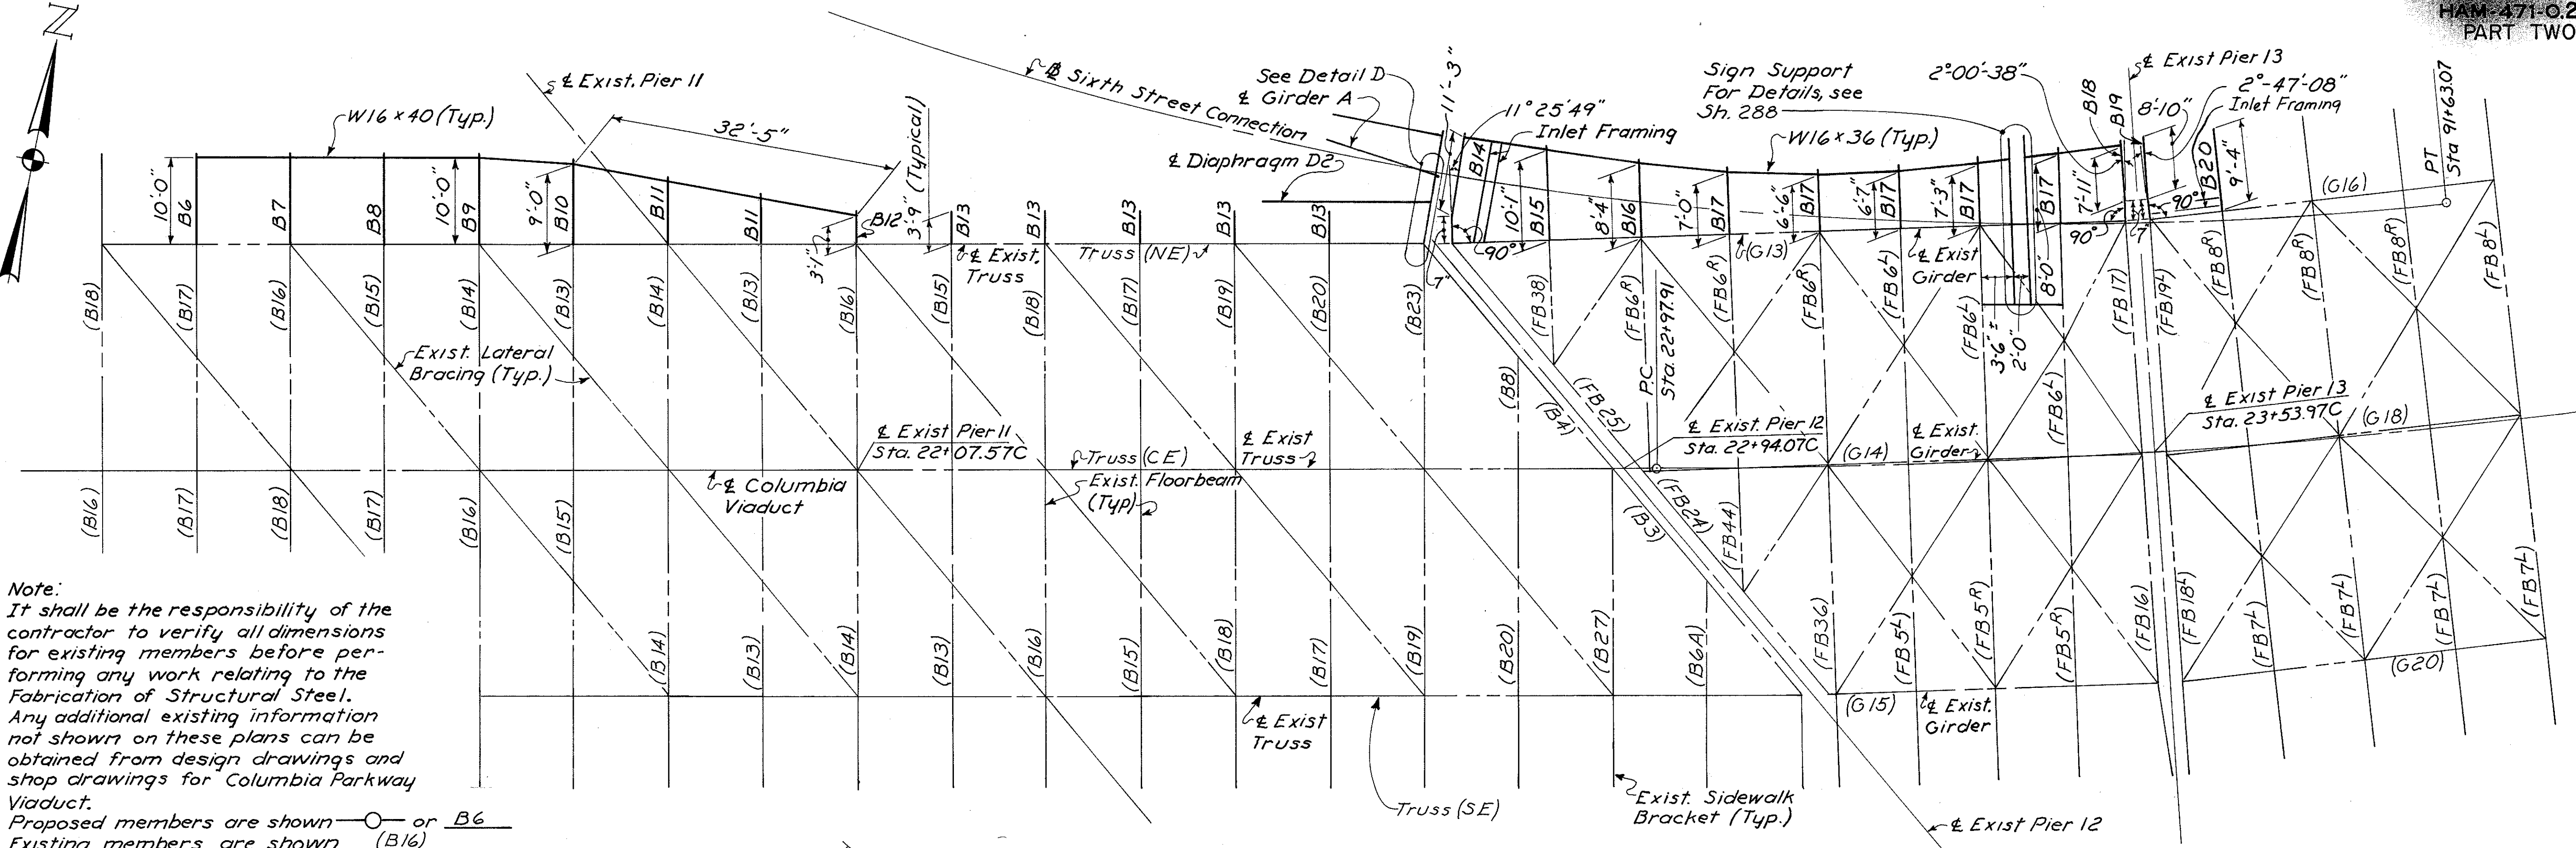 HAM-471-0.2
PART TWO
N
W16 x 40 (Typ.)
℄ Exist. Pier 11
32'-5"
10'-0"
B6
B7
B8
10'-0"
B9
9'-0"
B10
B11
B11
B12
3'-1"
3'-9" (Typical)
B13
B13
B13
B13
B13
℄ Exist.
Truss
Truss (NE)
Sixth Street Connection
See Detail D
℄ Girder A
℄ Diaphragm D2
11'-3"
11° 25'49"
Inlet Framing
B14
90°
7"
10'-1"
B15
8'-4"
B16
7'-0"
B17
6'-6"
B17
6'-7"
B17
7'-3"
B17
B17
8'-0"
Sign Support
For Details, see
Sh. 288
W16 x 36 (Typ.)
2°00'-38"
B18
B19
℄ Exist Pier 13
2°-47'-08"
Inlet Framing
8'-10"
7'-11"
90°
7"
90°
B20
9'-4"
PT
Sta 91+63.07
(G16)
(G13)
℄ Exist
Girder
3'-6"±
2'-0"
(B18)
(B17)
(B16)
(B15)
(B14)
(B13)
(B14)
(B13)
(B16)
(B15)
(B18)
(B17)
(B19)
(B20)
(B23)
(FB38)
(FB6R)
(FB6R)
(FB6R)
(FB6L)
(FB6L)
(FB6L)
(FB17)
(FB19L)
(FB8R)
(FB8R)
(FB8R)
(FB8L)
P.C
Sta. 22+97.91
Exist. Lateral
Bracing (Typ.)
(B8)
(B4)
(FB25)
℄ Exist Pier 11
Sta. 22+07.57C
Truss (CE)
Exist. Floorbeam
(Typ)
℄ Exist
Truss
℄ Exist. Pier 12
Sta. 22+94.07C
(G14)
℄ Exist.
Girder
℄ Exist Pier 13
Sta. 23+53.97C
(G18)
℄ Columbia
Viaduct
(B16)
(B17)
(B18)
(B17)
(B16)
(B15)
(B14)
(B13)
(B14)
(B13)
(B16)
(B15)
(B18)
(B17)
(B19)
(B20)
(B27)
(B3)
(FB24)
(FB44)
(B6A)
(FB36)
(FB5L)
(FB5R)
(FB5R)
(FB16)
(FB18L)
(FB7L)
(FB7L)
(FB7L)
(FB7L)
(G15)
℄ Exist.
Girder
(G20)
℄ Exist
Truss
Truss (SE)
Exist. Sidewalk
Bracket (Typ.)
℄ Exist Pier 12
Note:
It shall be the responsibility of the
contractor to verify all dimensions
for existing members before per-
forming any work relating to the
Fabrication of Structural Steel.
Any additional existing information
not shown on these plans can be
obtained from design drawings and
shop drawings for Columbia Parkway
Viaduct.
Proposed members are shown —O— or B6
Existing members are shown (B16)